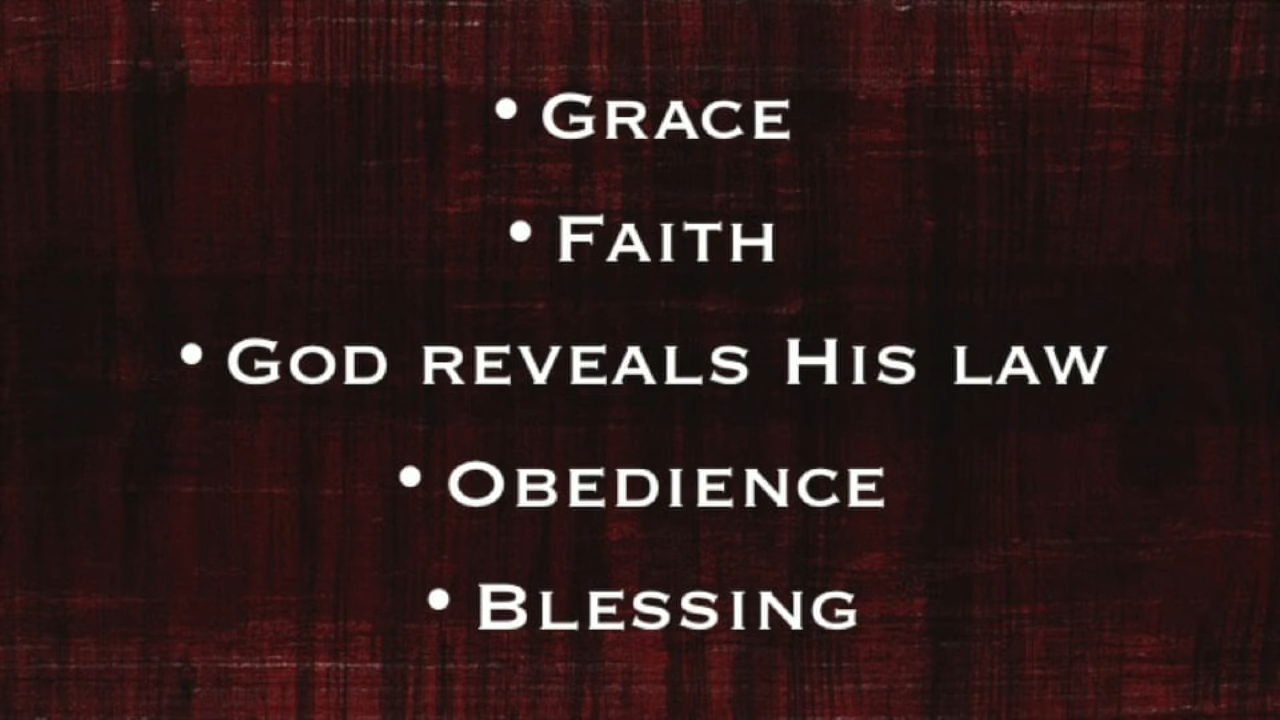 • Grace
• Faith
• God reveals His law
• Obedience
• Blessing